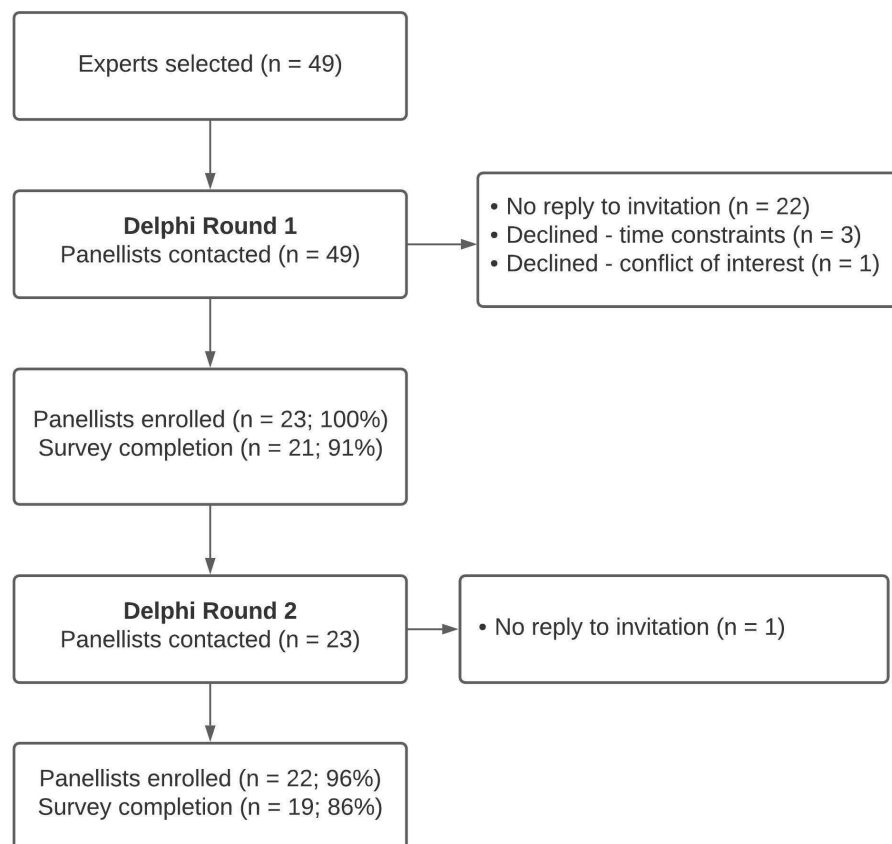 Experts selected (n = 49)
Delphi Round 1
Panellists contacted (n = 49)
• No reply to invitation (n = 22)
• Declined - time constraints (n = 3)
• Declined - conflict of interest (n = 1)
Panellists enrolled (n = 23; 100%)
Survey completion (n = 21; 91%)
Delphi Round 2
Panellists contacted (n = 23)
• No reply to invitation (n = 1)
Panellists enrolled (n = 22; 96%)
Survey completion (n = 19; 86%)